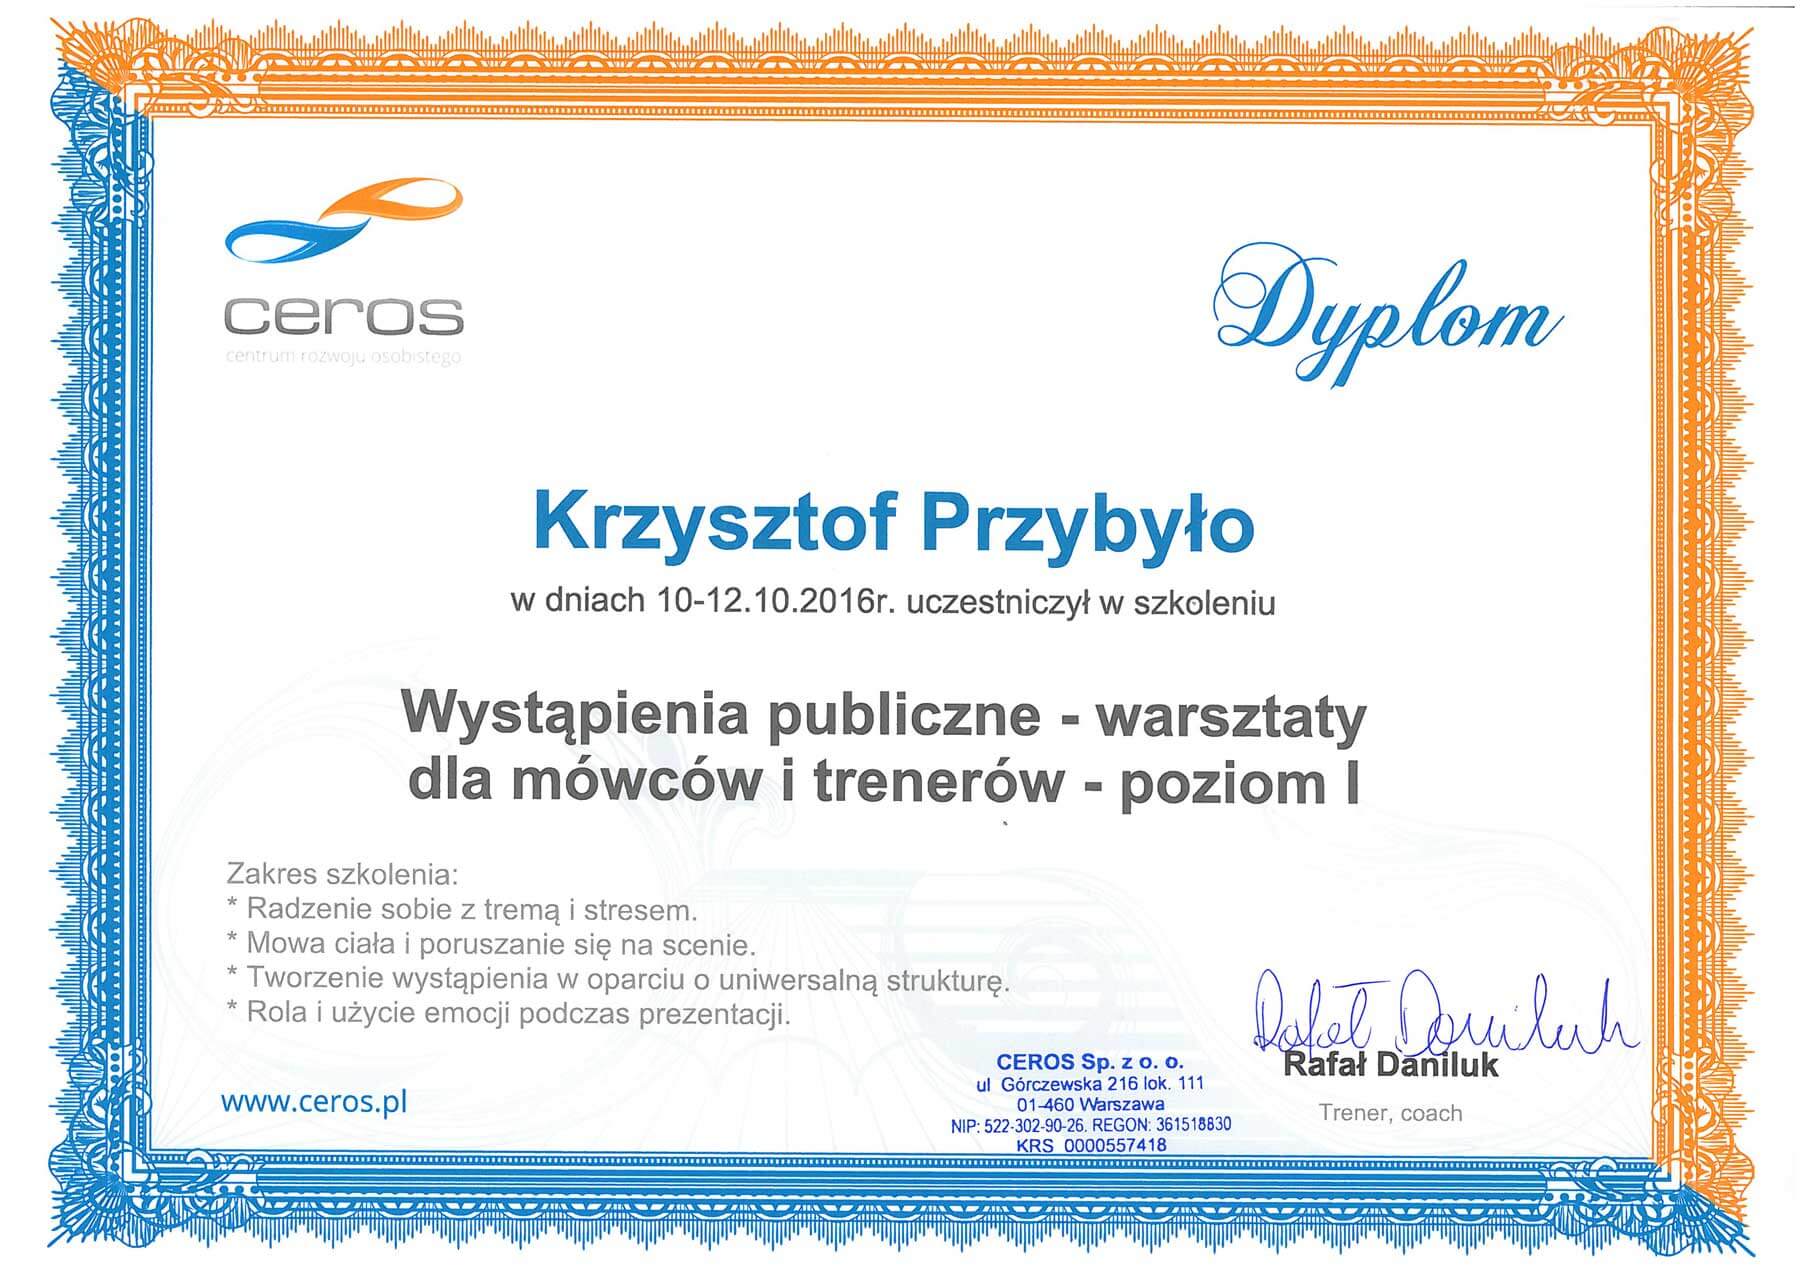 ceros
centrum rozwoju osobistego
Dyplom
Krzysztof Przybyło
w dniach 10-12.10.2016r. uczestniczył w szkoleniu
Wystąpienia publiczne - warsztaty
dla mówców i trenerów - poziom I
Zakres szkolenia:
* Radzenie sobie z tremą i stresem.
* Mowa ciała i poruszanie się na scenie.
* Tworzenie wystąpienia w oparciu o uniwersalną strukturę.
* Rola i użycie emocji podczas prezentacji.
www.ceros.pl
CEROS Sp. z o. o.
ul Górczewska 216 lok. 111
01-460 Warszawa
NIP: 522-302-90-26. REGON: 361518830
KRS 0000557418
Rafał Daniluk
Rafał Daniluk
Trener, coach